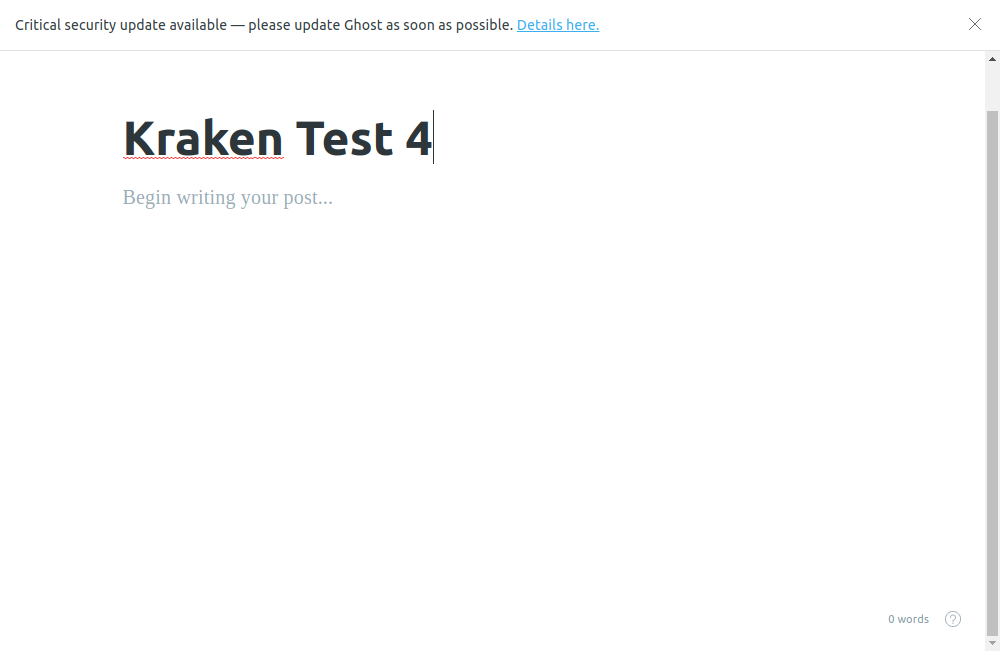 Critical security update available — please update Ghost as soon as possible. Details here.
Kraken Test 4
Begin writing your post...
0 words
?